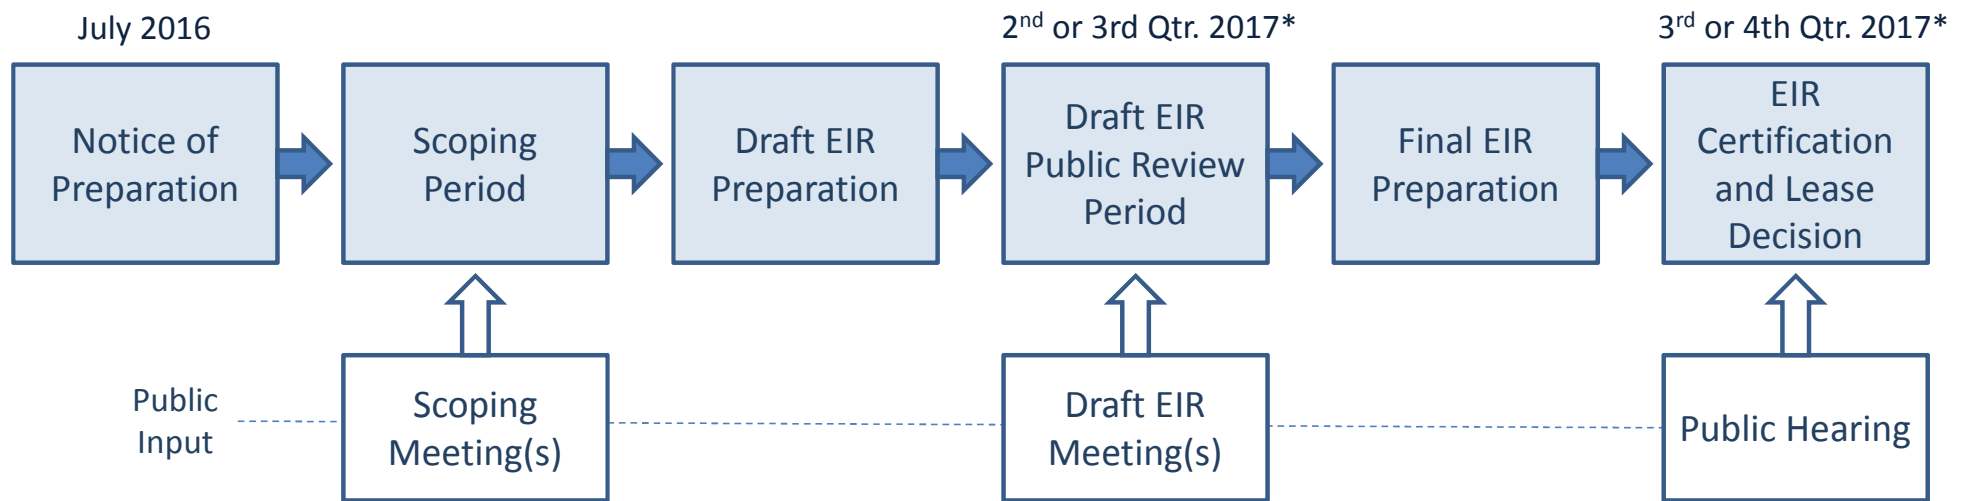 July 2016
2nd or 3rd Qtr. 2017*
3rd or 4th Qtr. 2017*
Notice of
Preparation
Scoping
Period
Draft EIR
Preparation
Draft EIR
Public Review
Period
Final EIR
Preparation
EIR
Certification
and Lease
Decision
Public
Input
Scoping
Meeting(s)
Draft EIR
Meeting(s)
Public Hearing